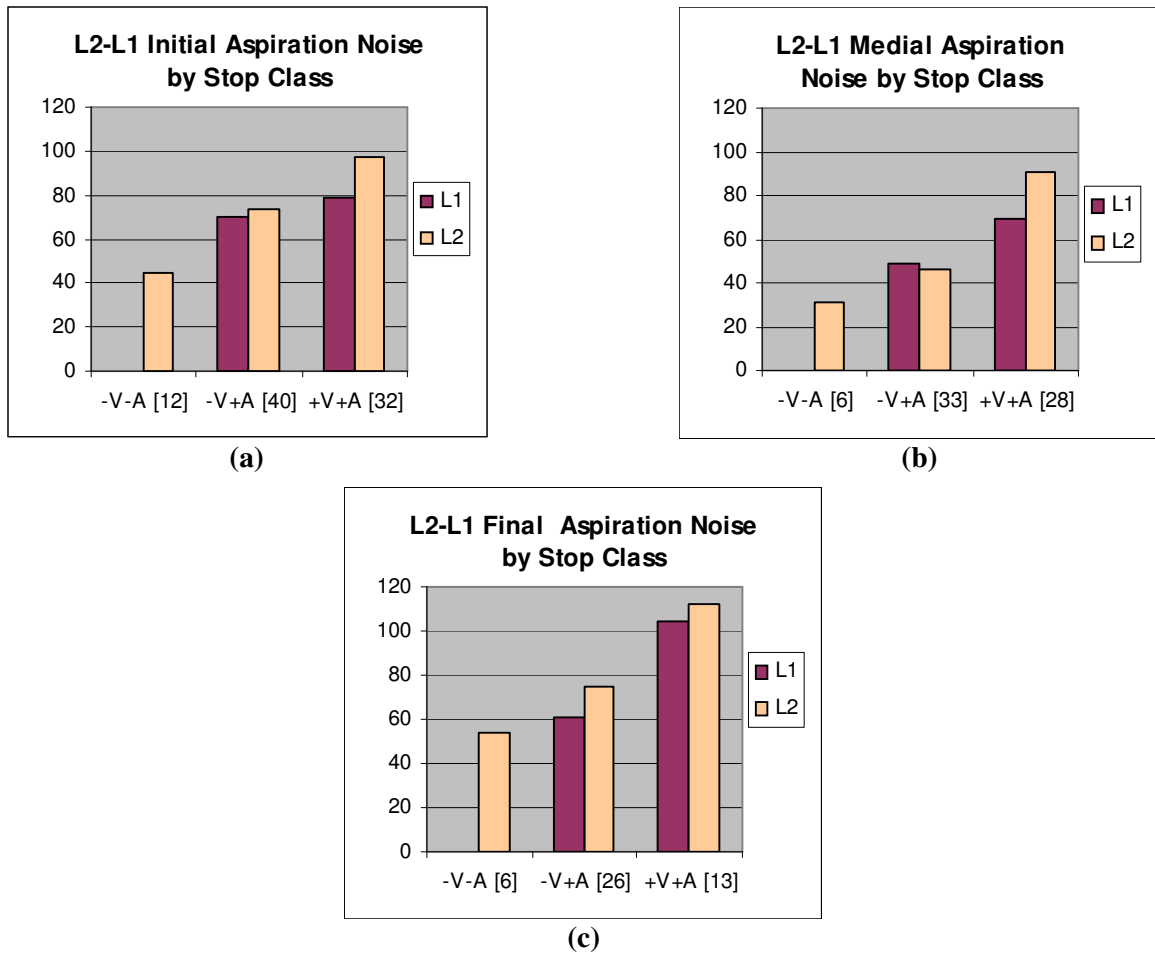 L2-L1 Initial Aspiration Noise
by Stop Class
120
100
80
60
40
20
0
-V-A [12] -V+A [40] +V+A [32]
L1
L2
(a)
L2-L1 Medial Aspiration
Noise by Stop Class
120
100
80
60
40
20
0
-V-A [6] -V+A [33] +V+A [28]
L1
L2
(b)
L2-L1 Final Aspiration Noise
by Stop Class
120
100
80
60
40
20
0
-V-A [6] -V+A [26] +V+A [13]
L1
L2
(c)